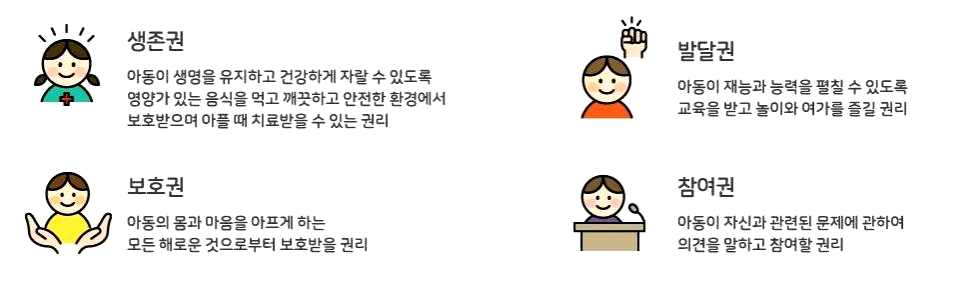 생존권
아동이 생명을 유지하고 건강하게 자랄 수 있도록
영양가 있는 음식을 먹고 깨끗하고 안전한 환경에서
보호받으며 아플 때 치료받을 수 있는 권리
발달권
아동이 재능과 능력을 펼칠 수 있도록
교육을 받고 놀이와 여가를 즐길 권리
보호권
아동의 몸과 마음을 아프게 하는
모든 해로운 것으로부터 보호받을 권리
참여권
아동이 자신과 관련된 문제에 관하여
의견을 말하고 참여할 권리